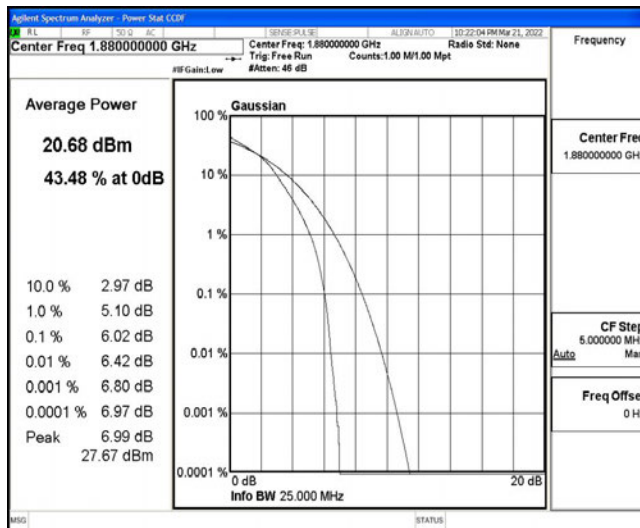 Agilent Spectrum Analyzer - Power Stat CCDF
RL RF 50 Ω AC SENSE:PULSE ALIGN AUTO 10:22:04 PM Mar 21, 2022
Center Freq 1.880000000 GHz
Center Freq: 1.880000000 GHz Radio Std: None
Trig: Free Run Counts:1.00 M/1.00 Mpt
#IFGain:Low #Atten: 46 dB
Frequency
Average Power
20.68 dBm
43.48 % at 0dB
10.0 % 2.97 dB
1.0 % 5.10 dB
0.1 % 6.02 dB
0.01 % 6.42 dB
0.001 % 6.80 dB
0.0001 % 6.97 dB
Peak 6.99 dB
27.67 dBm
Gaussian
100 %
10 %
1 %
0.1 %
0.01 %
0.001 %
0.0001 %
0 dB 20 dB
Info BW 25.000 MHz
Center Freq
1.880000000 GH
CF Step
5.000000 MH
Auto Ma
Freq Offse
0 H
MSG STATUS